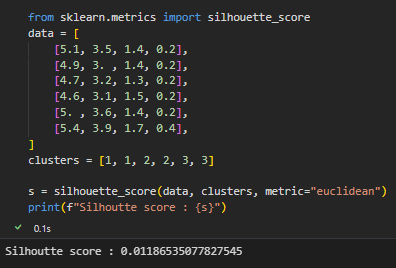 from sklearn.metrics import silhouette_score
data = [
    [5.1, 3.5, 1.4, 0.2],
    [4.9, 3. , 1.4, 0.2],
    [4.7, 3.2, 1.3, 0.2],
    [4.6, 3.1, 1.5, 0.2],
    [5. , 3.6, 1.4, 0.2],
    [5.4, 3.9, 1.7, 0.4],
]
clusters = [1, 1, 2, 2, 3, 3]
s = silhouette_score(data, clusters, metric="euclidean")
print(f"Silhoutte score : {s}")
0.1s
Silhoutte score : 0.01186535077827545